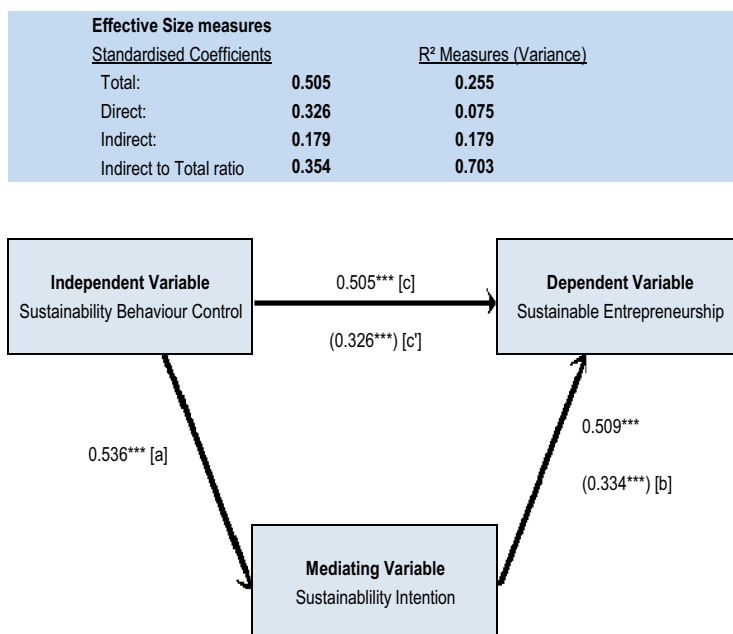 Effective Size measures
Standardised Coefficients R² Measures (Variance)
Total: 0.505 0.255
Direct: 0.326 0.075
Indirect: 0.179 0.179
Indirect to Total ratio 0.354 0.703
Independent Variable
Sustainability Behaviour Control
0.505*** [c]
(0.326***) [c']
Dependent Variable
Sustainable Entrepreneurship
0.536*** [a]
0.509***
(0.334***) [b]
Mediating Variable
Sustainablility Intention